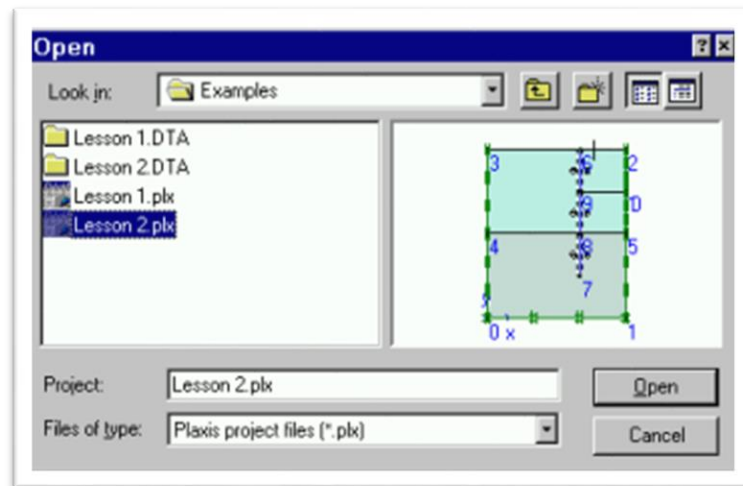 Open
Look in: Examples
Lesson 1.DTA
Lesson 2.DTA
Lesson 1.plx
Lesson 2.plx
3 6 2
9 10
4 8 5
7
0 x 1
Project: Lesson 2.plx Open
Files of type: Plaxis project files (*.plx) Cancel